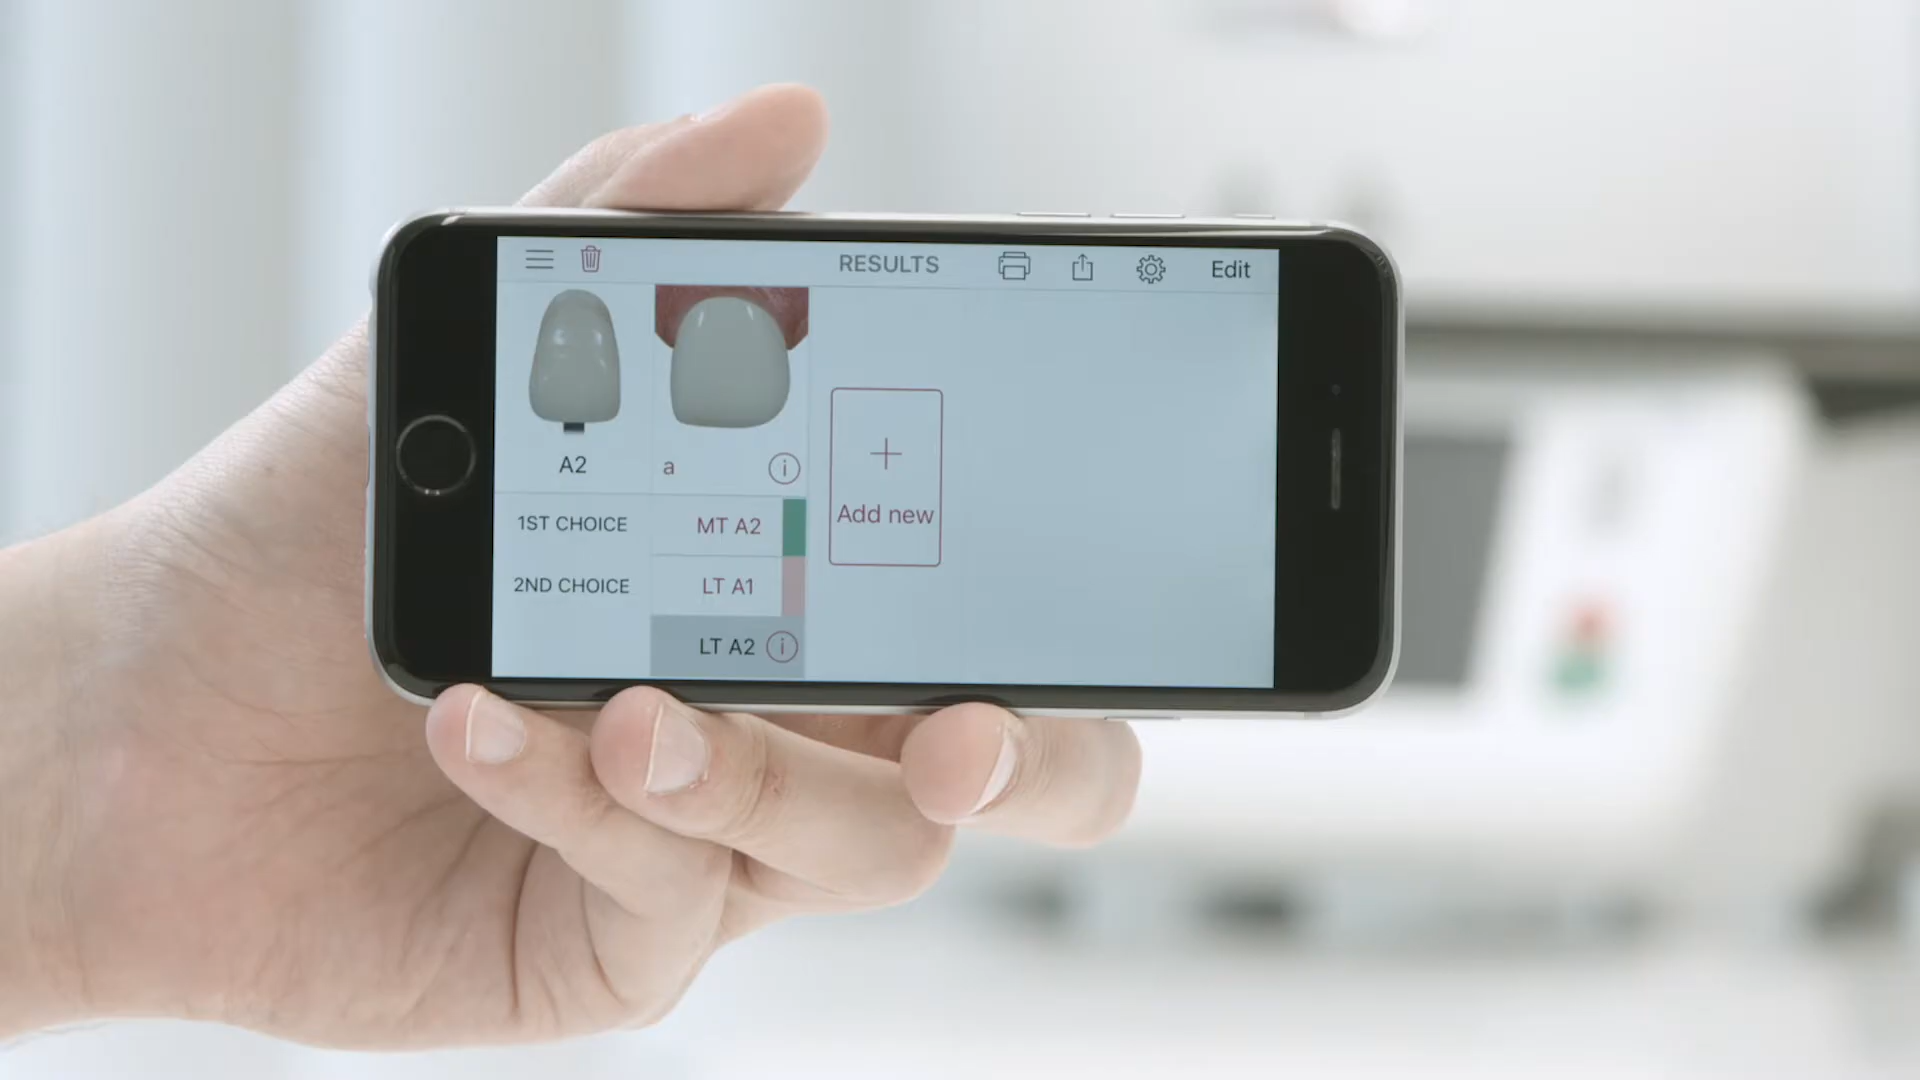 RESULTS
Edit
A2
a
i
1ST CHOICE
MT A2
Add new
2ND CHOICE
LT A1
LT A2
i